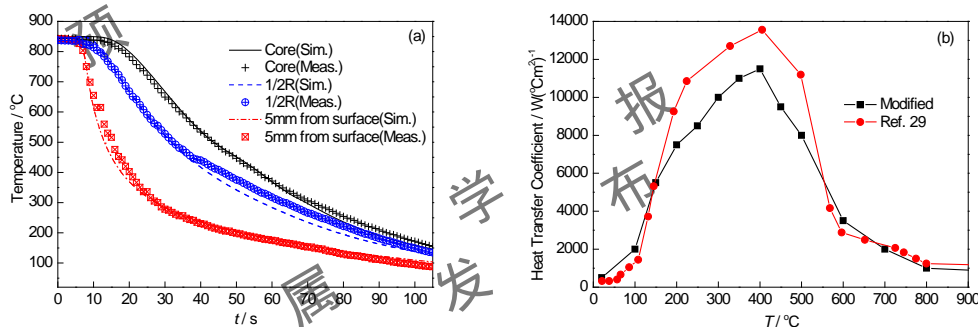 (a)
900
800
700
600
500
400
300
200
100
Temperature / °C
Core(Sim.)
Core(Meas.)
1/2R(Sim.)
1/2R(Meas.)
5mm from surface(Sim.)
5mm from surface(Meas.)
0 10 20 30 40 50 60 70 80 90 100
t / s
(b)
14000
12000
10000
8000
6000
4000
2000
0
Heat Transfer Coefficient / W(°Cm²)⁻¹
Modified
Ref. 29
0 100 200 300 400 500 600 700 800 900
T / °C
预
报
学
布
属
发